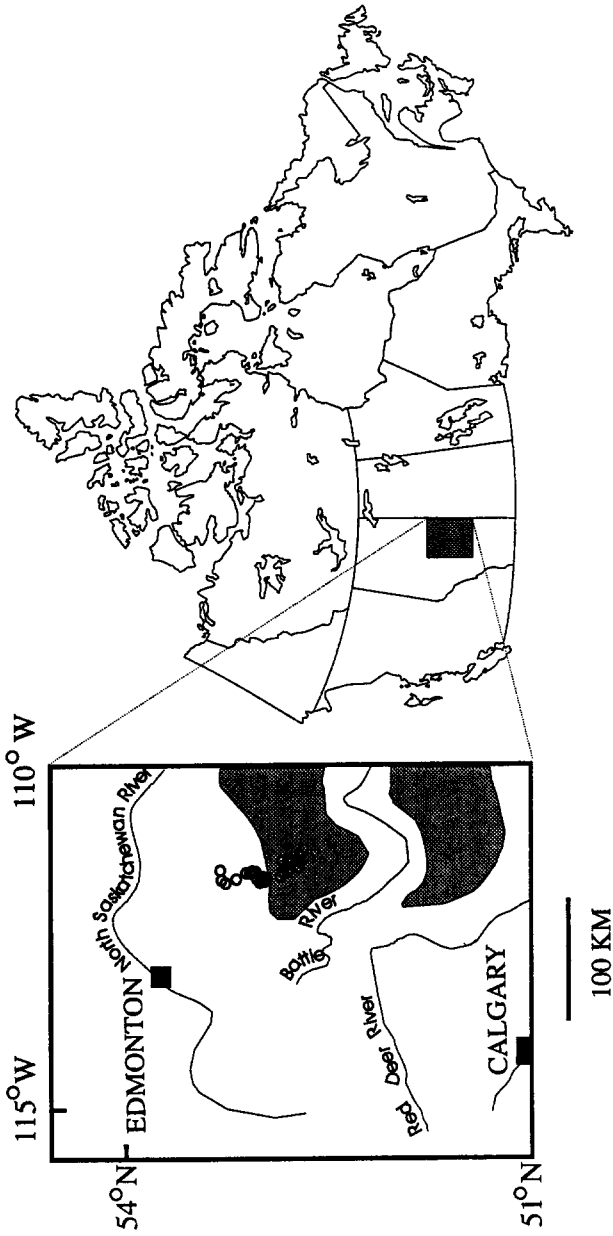 115°W
110° W
54°N
EDMONTON
North Saskatchewan River
Battle
River
Red Deer River
CALGARY
51°N
100 KM